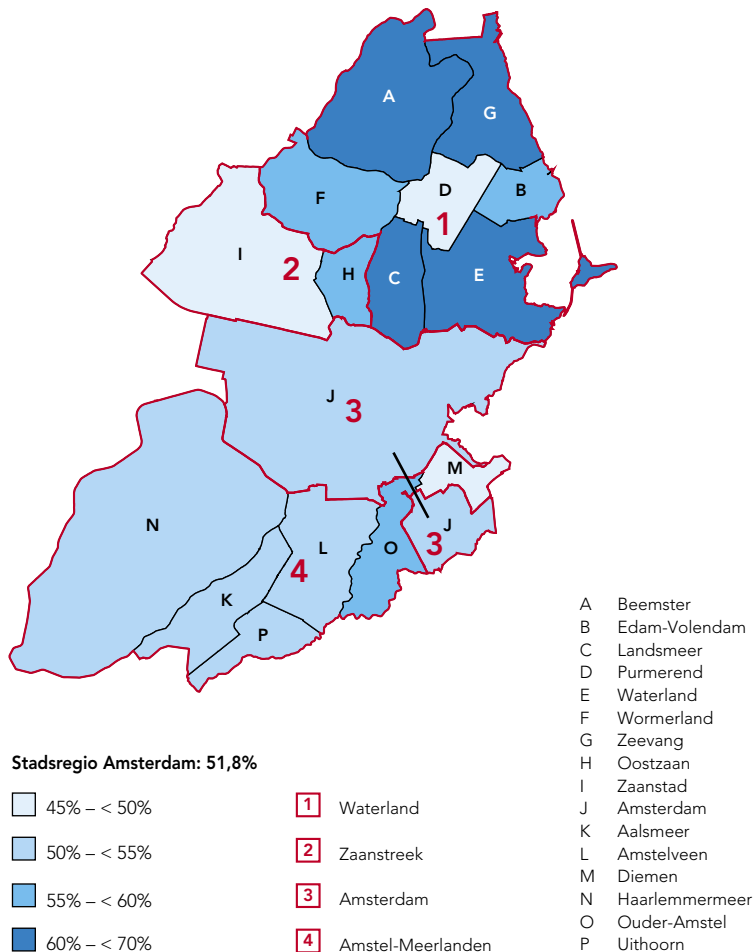 A
G
D
B
F
1
I
2
H
C
E
J
3
M
N
J
L
O
3
4
K
P
A Beemster
B Edam-Volendam
C Landsmeer
D Purmerend
E Waterland
F Wormerland
G Zeevang
H Oostzaan
I Zaanstad
J Amsterdam
K Aalsmeer
L Amstelveen
M Diemen
N Haarlemmermeer
O Ouder-Amstel
P Uithoorn
Stadsregio Amsterdam: 51,8%
45% – < 50%
50% – < 55%
55% – < 60%
60% – < 70%
1 Waterland
2 Zaanstreek
3 Amsterdam
4 Amstel-Meerlanden